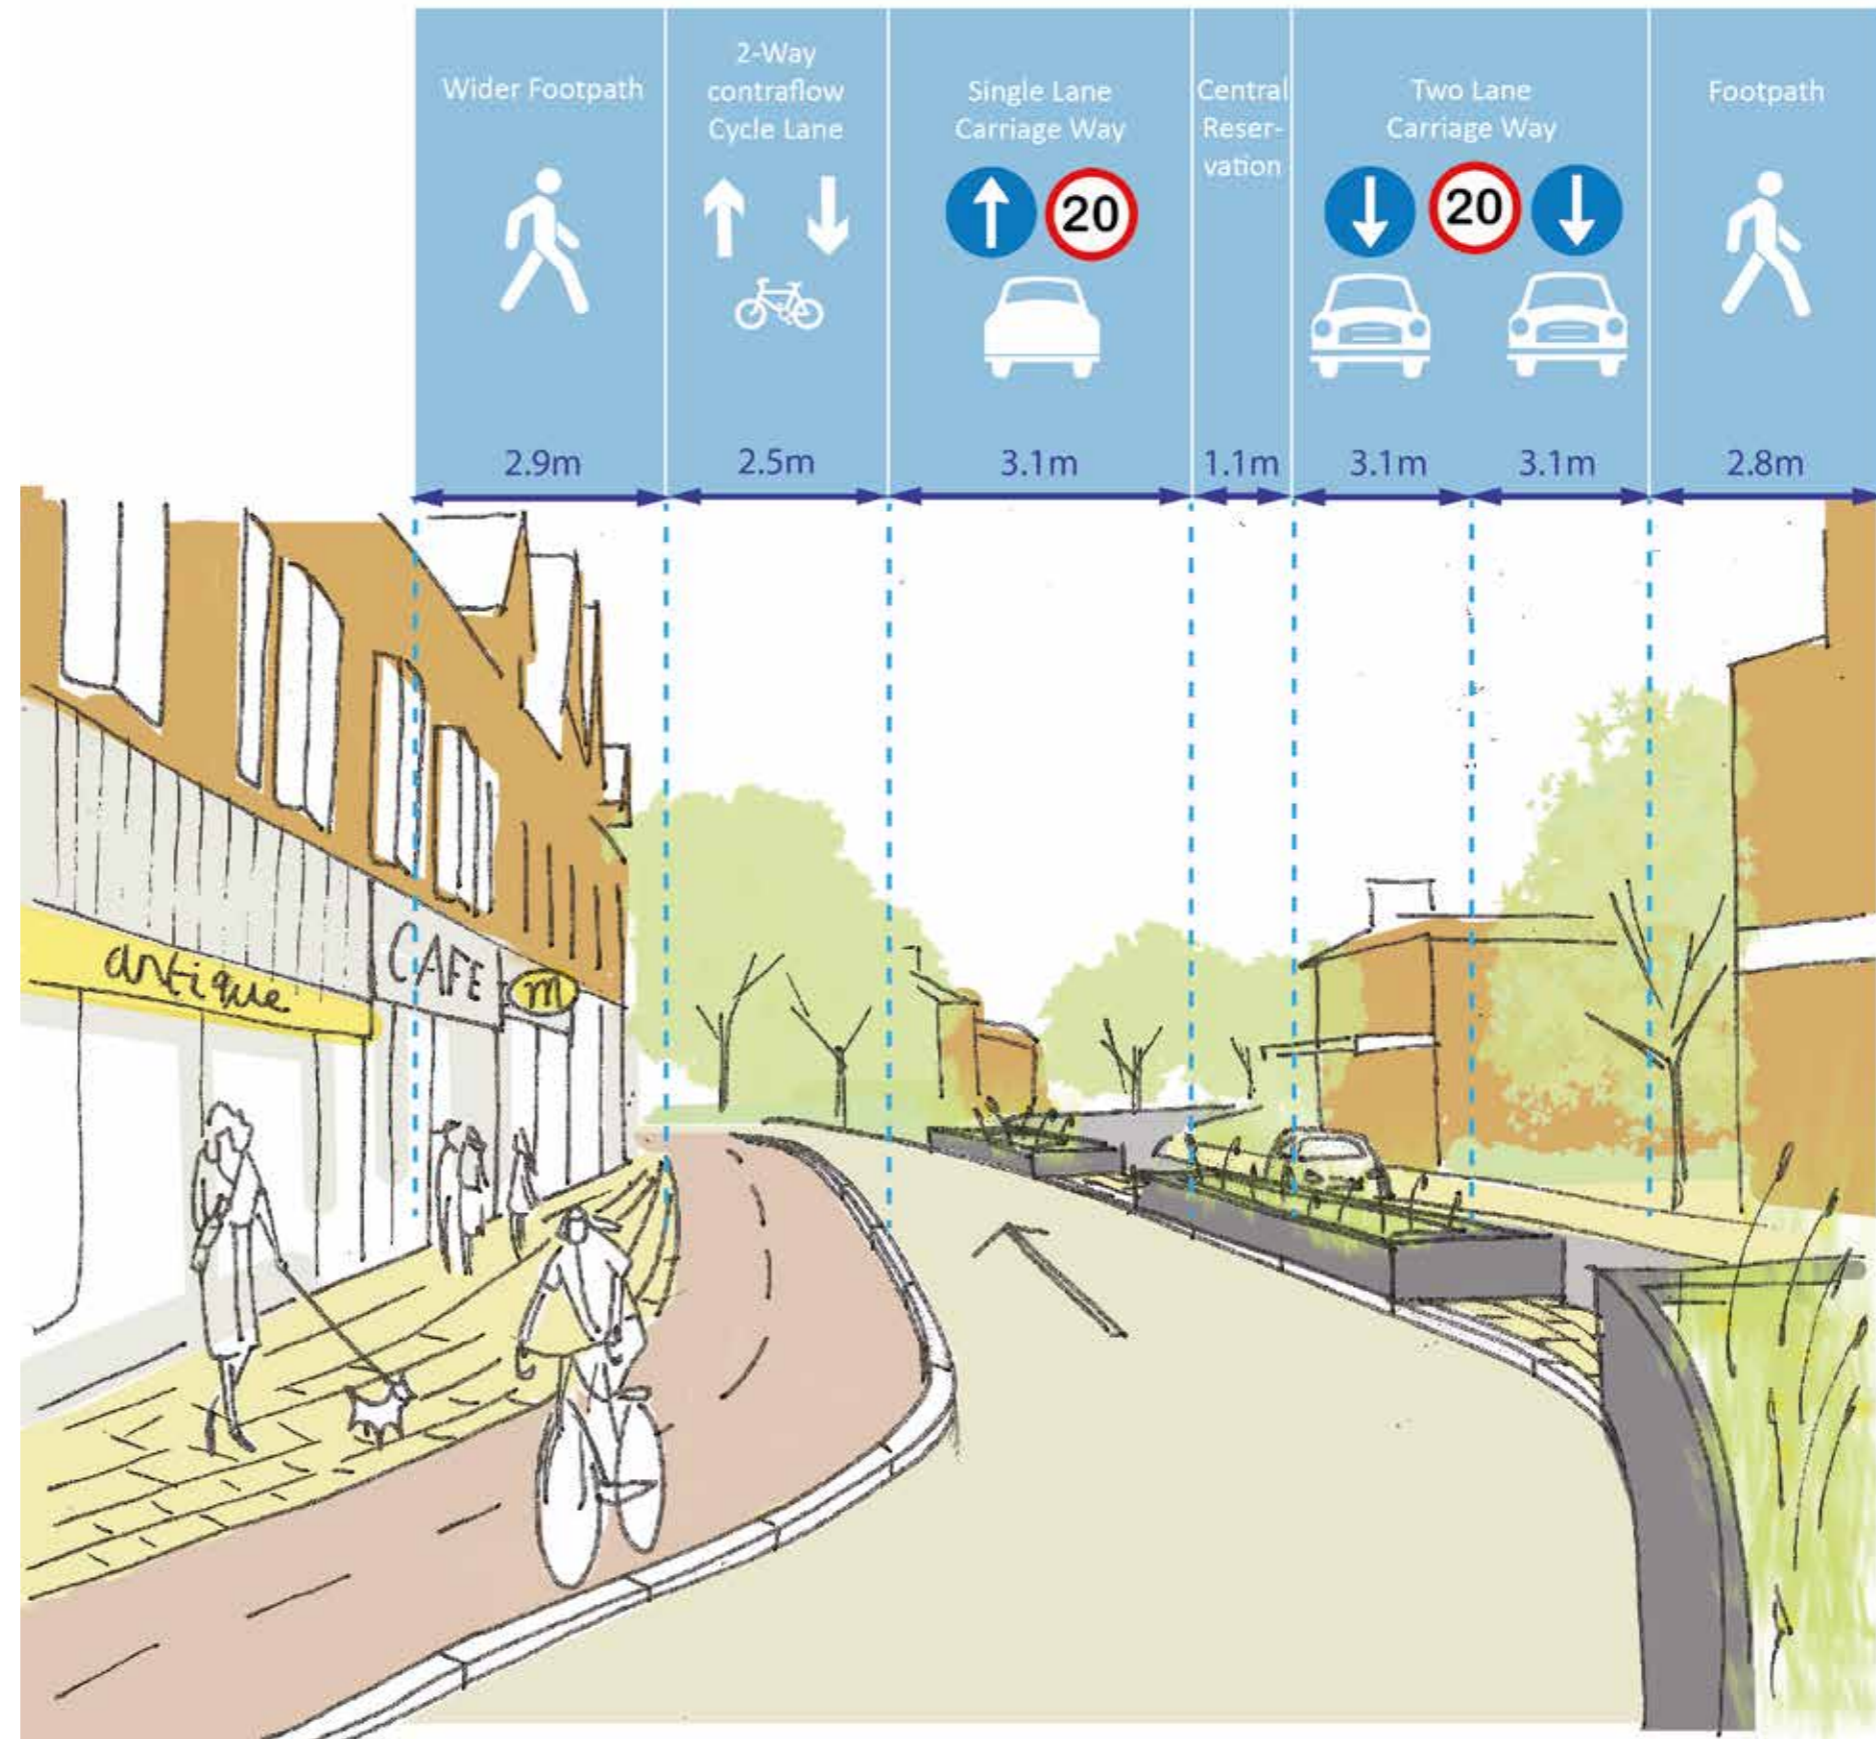 Wider Footpath
2-Way
contraflow
Cycle Lane
Single Lane
Carriage Way
20
Central
Reser-
vation
Two Lane
Carriage Way
20
Footpath
2.9m
2.5m
3.1m
1.1m
3.1m
3.1m
2.8m
antique
CAFE
m